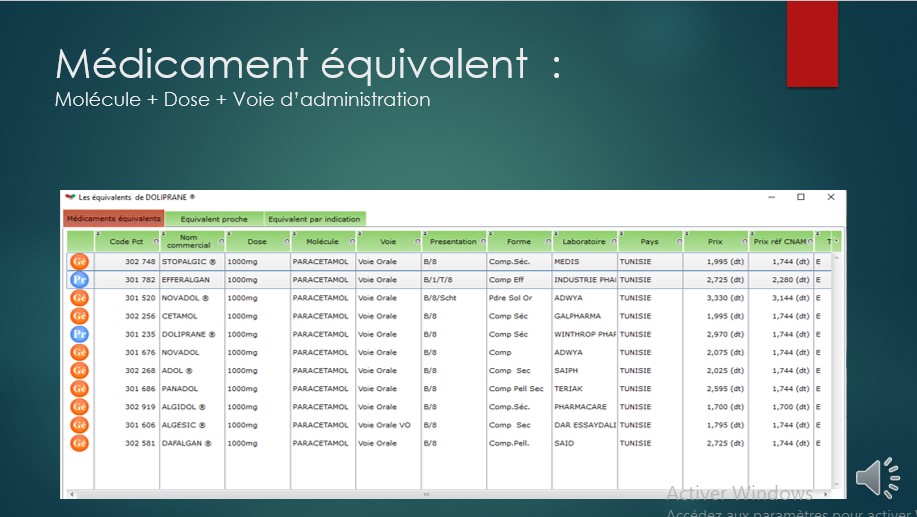 Médicament équivalent :
Molécule + Dose + Voie d'administration
Les équivalents de DOLIPRANE ®
Médicaments équivalents Equivalent proche Equivalent par indication
Code Pct Nom commercial Dose Molécule Voie Presentation Forme Laboratoire Pays Prix Prix réf CNAM T
Gé 302 748 STOPALGIC ® 1000mg PARACETAMOL Voie Orale B/8 Comp.Séc. MEDIS TUNISIE 1,995 (dt) 1,744 (dt) E
Pr 301 782 EFFERALGAN 1000mg PARACETAMOL Voie Orale B/1/T/8 Comp Eff INDUSTRIE PHAI TUNISIE 2,725 (dt) 2,280 (dt) E
Gé 301 520 NOVADOL ® 1000mg PARACETAMOL Voie Orale B/8/Scht Pdre Sol Or ADWYA TUNISIE 3,330 (dt) 3,144 (dt) E
Gé 302 256 CETAMOL 1000mg PARACETAMOL Voie Orale B/8 Comp Séc GALPHARMA TUNISIE 1,995 (dt) 1,744 (dt) E
Pr 301 235 DOLIPRANE ® 1000mg PARACETAMOL Voie Orale B/8 Comp Séc WINTHROP PHAR TUNISIE 2,970 (dt) 1,744 (dt) E
Gé 301 676 NOVADOL 1000mg PARACETAMOL Voie Orale B/8 Comp ADWYA TUNISIE 2,075 (dt) 1,744 (dt) E
Gé 302 268 ADOL ® 1000mg PARACETAMOL Voie Orale B/8 Comp Sec SAIPH TUNISIE 2,025 (dt) 1,744 (dt) E
Gé 301 686 PANADOL 1000mg PARACETAMOL Voie Orale B/8 Comp Pell Sec TERIAK TUNISIE 2,595 (dt) 1,744 (dt) E
Gé 302 919 ALGIDOL ® 1000mg PARACETAMOL Voie Orale B/8 Comp.Séc. PHARMACARE TUNISIE 1,700 (dt) 1,700 (dt) E
Gé 301 606 ALGESIC ® 1000mg PARACETAMOL Voie Orale VO B/8 Comp Sec DAR ESSAYDALI TUNISIE 1,795 (dt) 1,744 (dt) E
Gé 302 581 DAFALGAN ® 1000mg PARACETAMOL Voie Orale B/8 Comp.Pell. SAID TUNISIE 2,725 (dt) 1,744 (dt) E
Activer Windows
Accédez aux paramètres pour activer